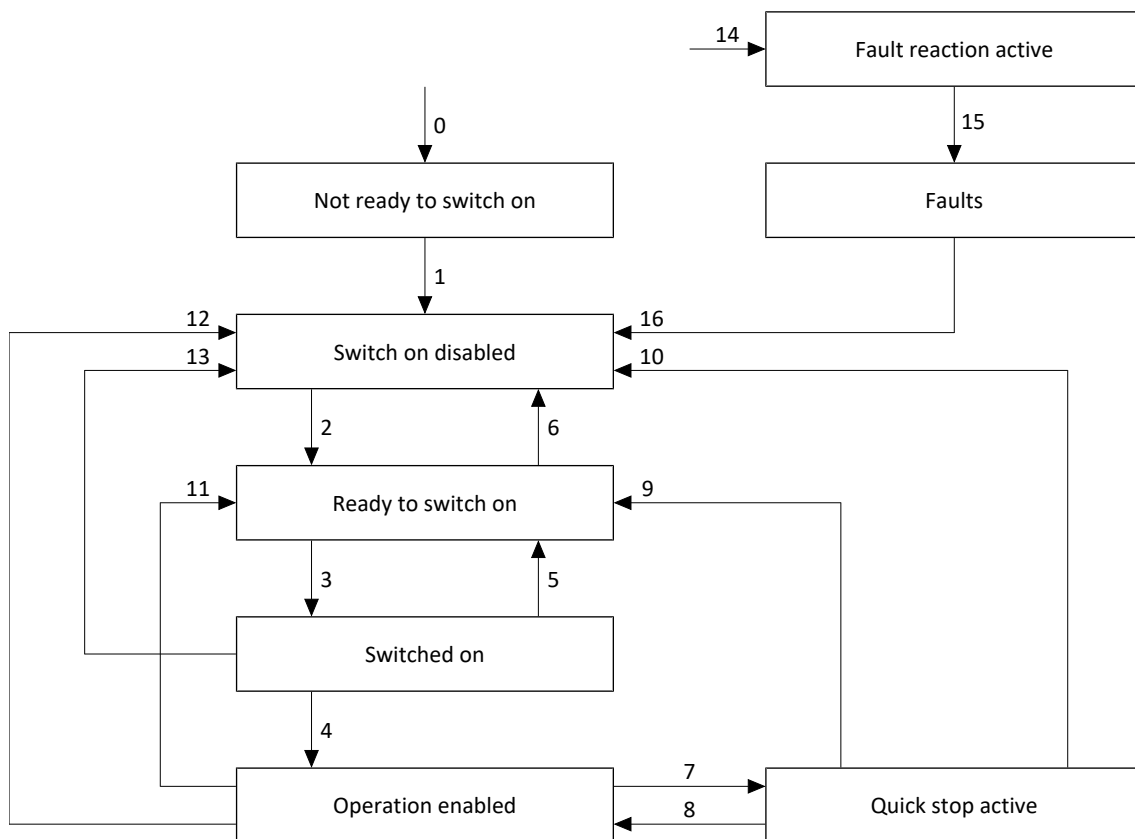 14
Fault reaction active
0
15
Not ready to switch on
Faults
1
12
16
Switch on disabled
13
10
2
6
11
9
Ready to switch on
3
5
Switched on
4
7
Operation enabled
8
Quick stop active